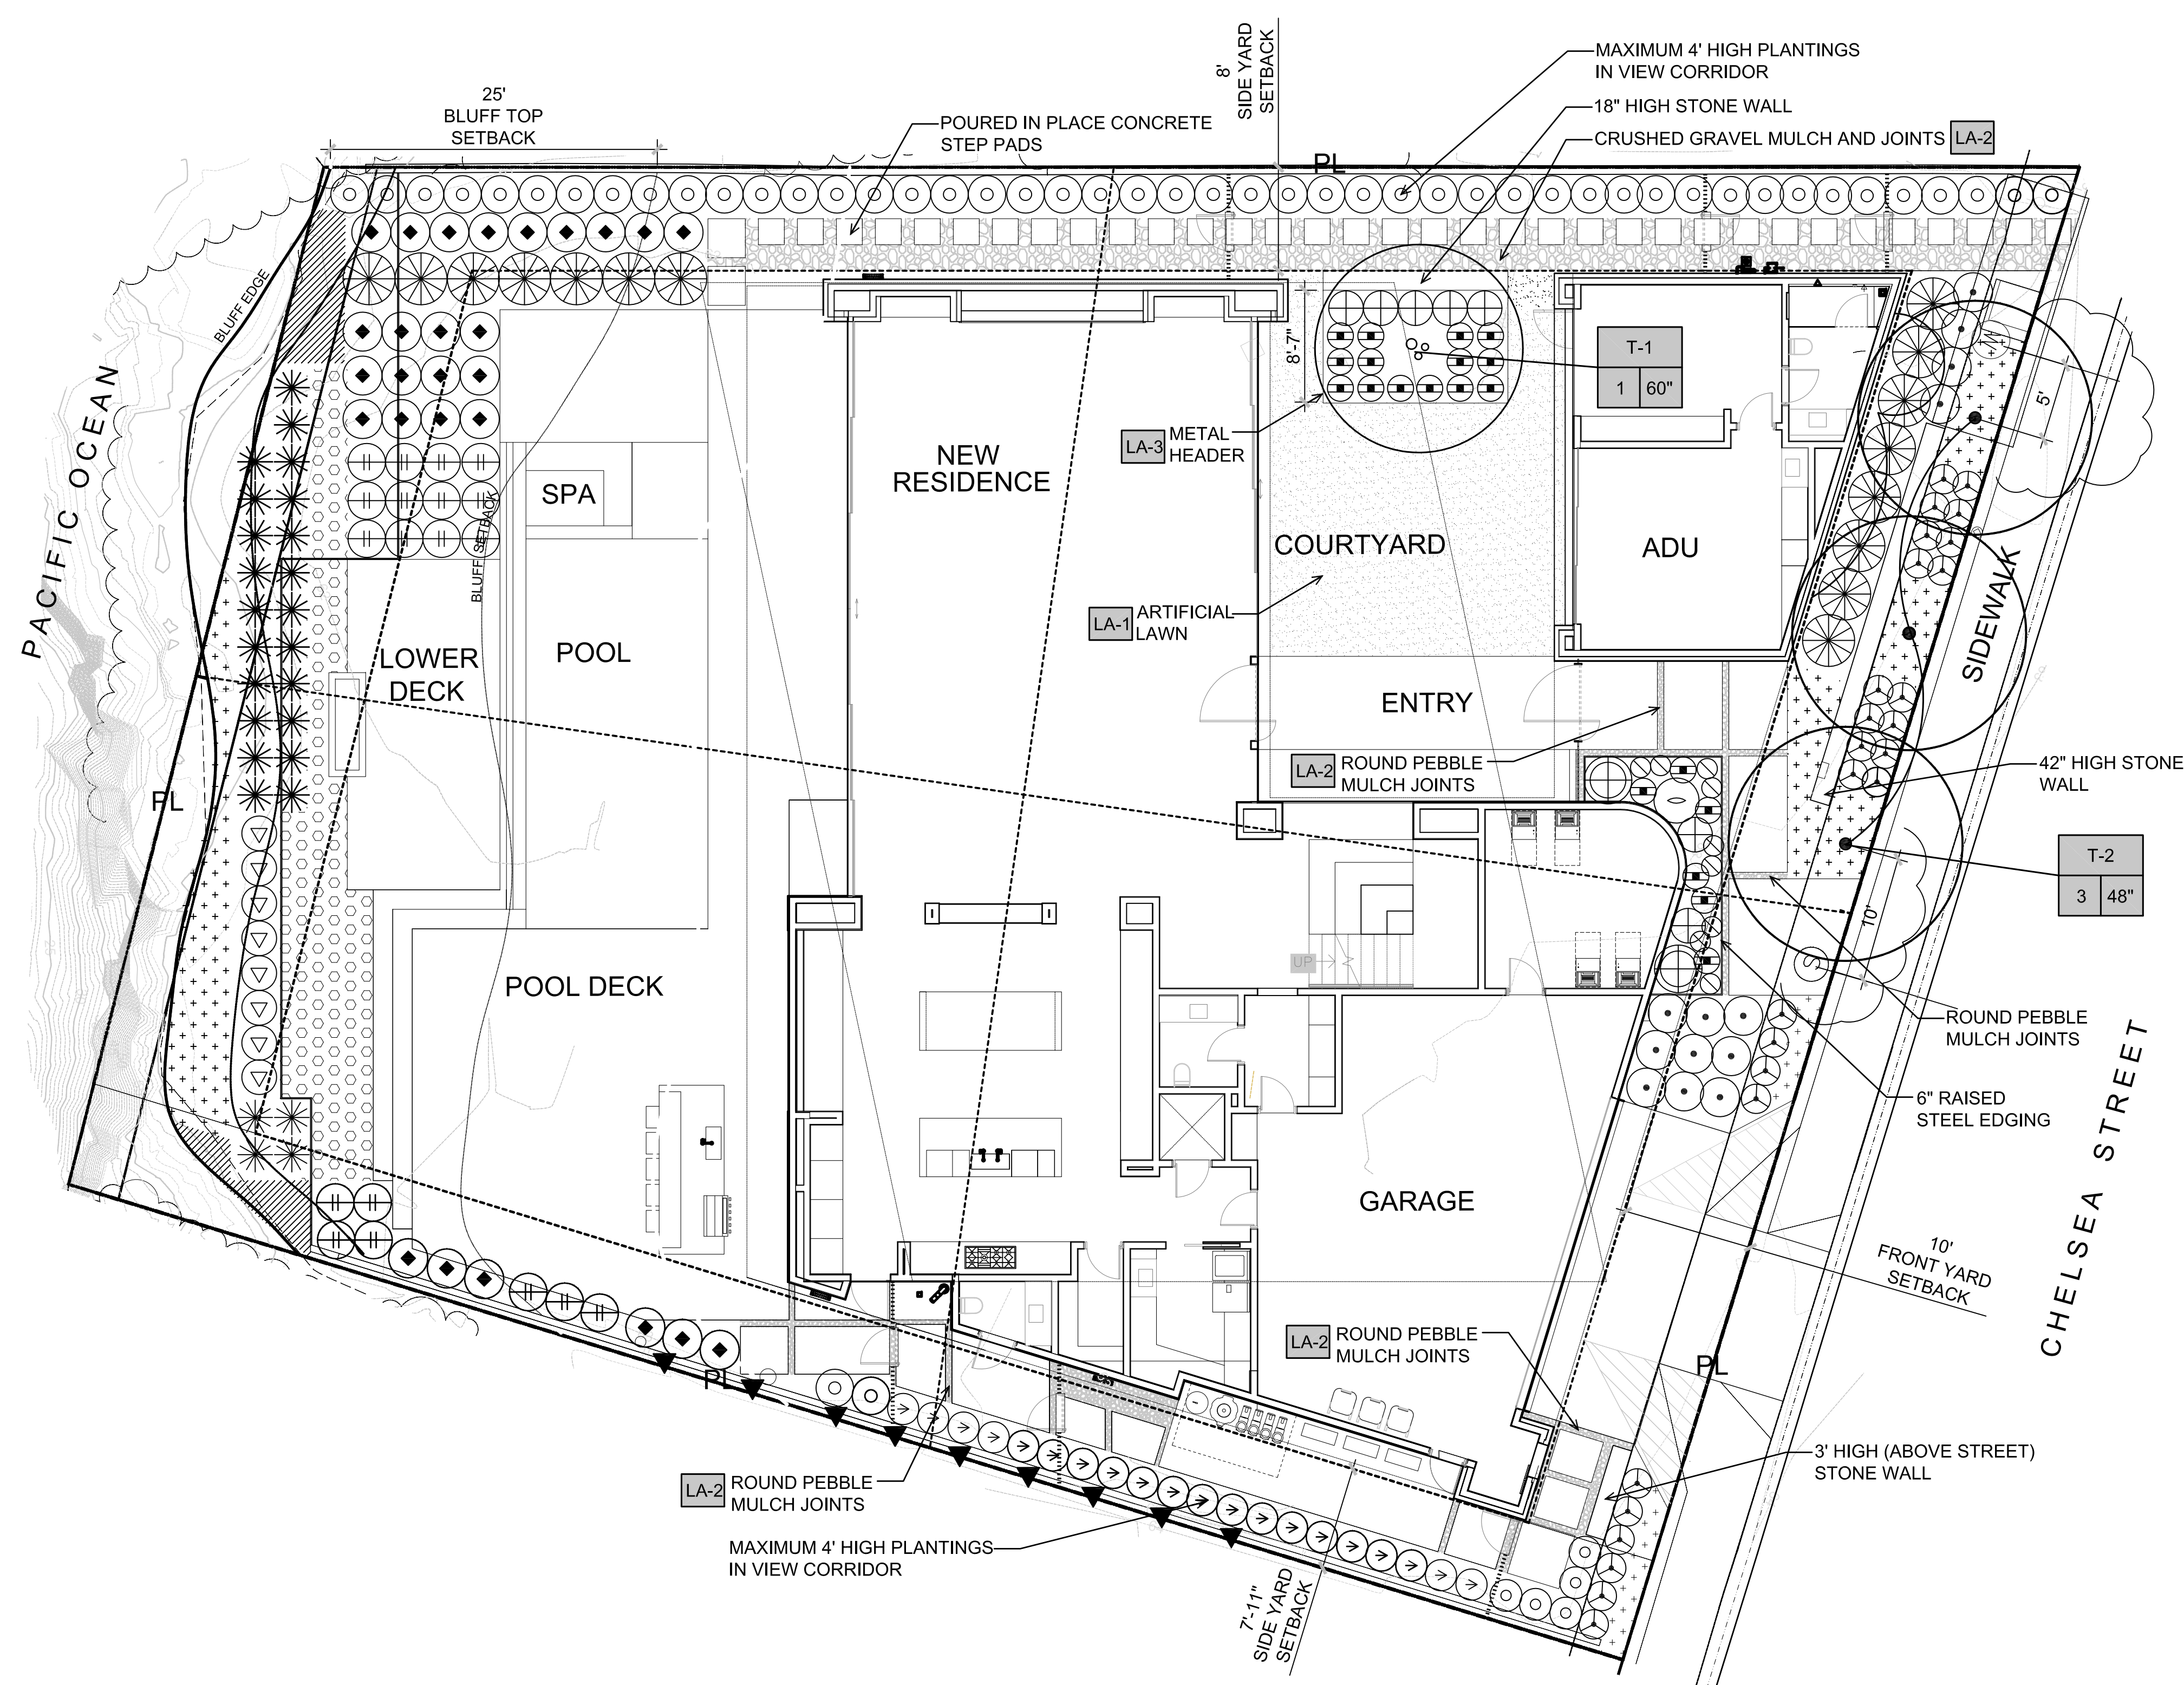 8'
SIDE YARD
SETBACK
MAXIMUM 4' HIGH PLANTINGS
IN VIEW CORRIDOR
25'
BLUFF TOP
SETBACK
18" HIGH STONE WALL
POURED IN PLACE CONCRETE
STEP PADS
CRUSHED GRAVEL MULCH AND JOINTS LA-2
PL
BLUFF EDGE
8'-7"
T-1
1 60"
W
5'
PACIFIC OCEAN
LA-3 METAL
HEADER
NEW
RESIDENCE
SPA
BLUFF SETBACK
COURTYARD
ADU
LA-1 ARTIFICIAL
LAWN
SIDEWALK
LOWER
DECK
POOL
ENTRY
LA-2 ROUND PEBBLE
MULCH JOINTS
42" HIGH STONE
WALL
PL
T-2
3 48"
10'
UP
S
POOL DECK
ROUND PEBBLE
MULCH JOINTS
6" RAISED
STEEL EDGING
CHELSEA STREET
GARAGE
10'
FRONT YARD
SETBACK
LA-2 ROUND PEBBLE
MULCH JOINTS
PL
PL
3' HIGH (ABOVE STREET)
STONE WALL
LA-2 ROUND PEBBLE
MULCH JOINTS
MAXIMUM 4' HIGH PLANTINGS
IN VIEW CORRIDOR
7'-11"
SIDE YARD
SETBACK